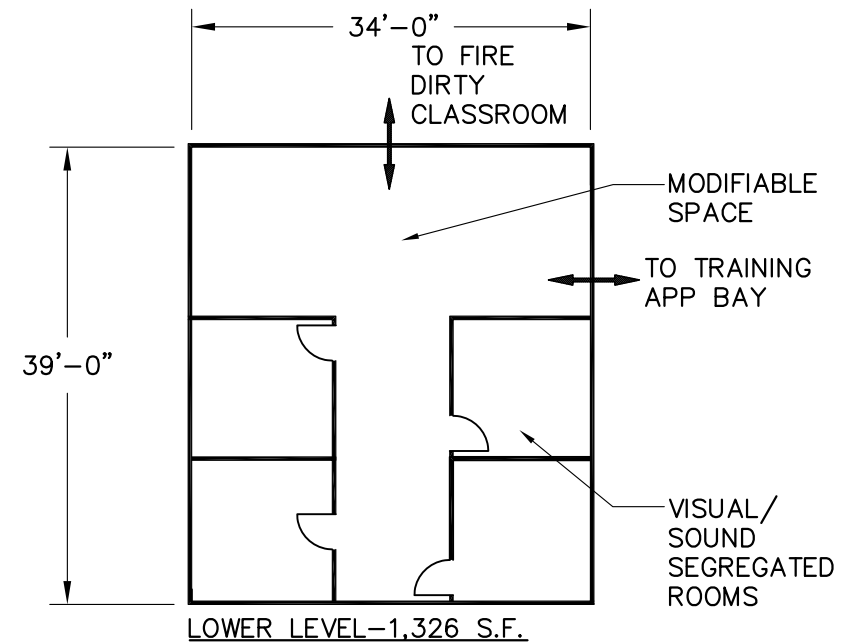 34'-0"
TO FIRE
DIRTY
CLASSROOM
MODIFIABLE
SPACE
TO TRAINING
APP BAY
39'-0"
VISUAL/
SOUND
SEGREGATED
ROOMS
LOWER LEVEL-1,326 S.F.